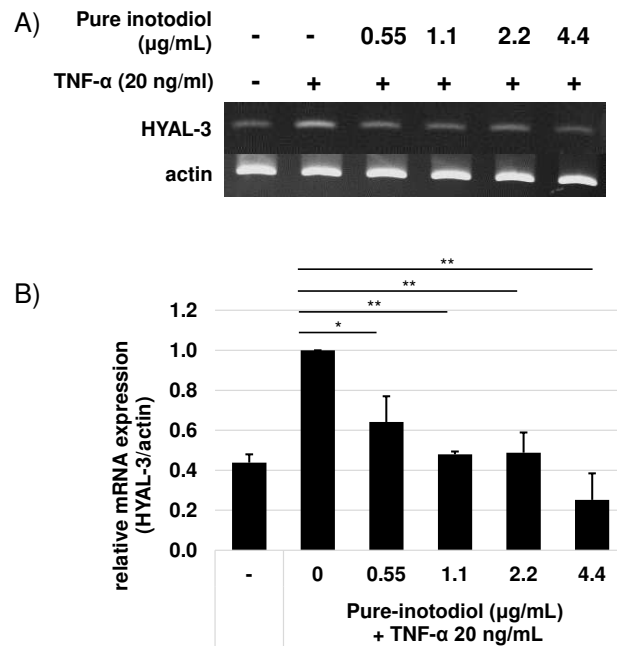 A)
Pure inotodiol
(µg/mL)
- - 0.55 1.1 2.2 4.4
TNF-α (20 ng/ml) - + + + + +
HYAL-3
actin
B)
**
**
**
*
relative mRNA expression
(HYAL-3/actin)
1.2
1.0
0.8
0.6
0.4
0.2
0.0
- 0 0.55 1.1 2.2 4.4
Pure-inotodiol (µg/mL)
+ TNF-α 20 ng/mL